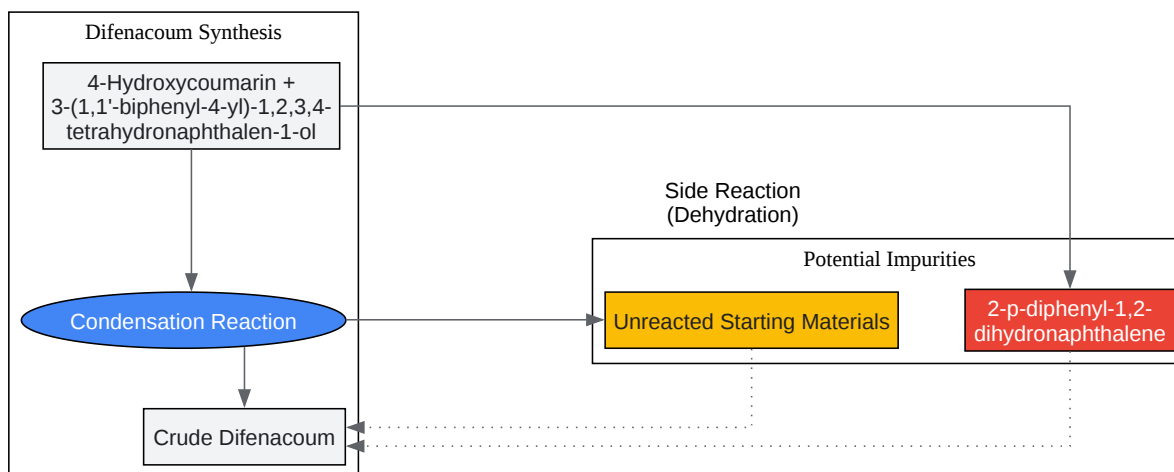 Difenacoum Synthesis
4-Hydroxycoumarin +
3-(1,1'-biphenyl-4-yl)-1,2,3,4-
tetrahydronaphthalen-1-ol
Side Reaction
(Dehydration)
Potential Impurities
Condensation Reaction
Unreacted Starting Materials
2-p-diphenyl-1,2-
dihydronaphthalene
Crude Difenacoum